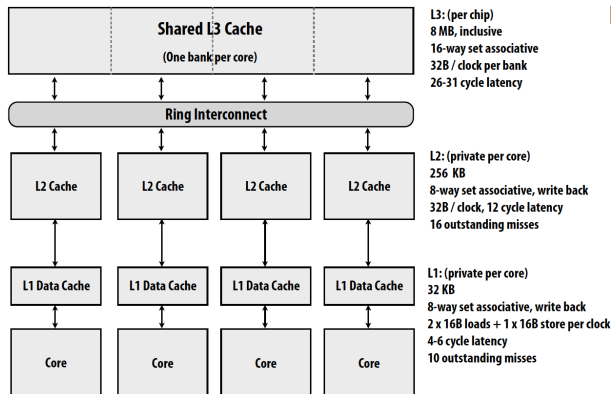 Shared L3 Cache
(One bank per core)
Ring Interconnect
L2 Cache
L2 Cache
L2 Cache
L2 Cache
L1 Data Cache
L1 Data Cache
L1 Data Cache
L1 Data Cache
Core
Core
Core
Core
L3: (per chip)
8 MB, inclusive
16-way set associative
32B / clock per bank
26-31 cycle latency
L2: (private per core)
256 KB
8-way set associative, write back
32B / clock, 12 cycle latency
16 outstanding misses
L1: (private per core)
32 KB
8-way set associative, write back
2 x 16B loads + 1 x 16B store per clock
4-6 cycle latency
10 outstanding misses